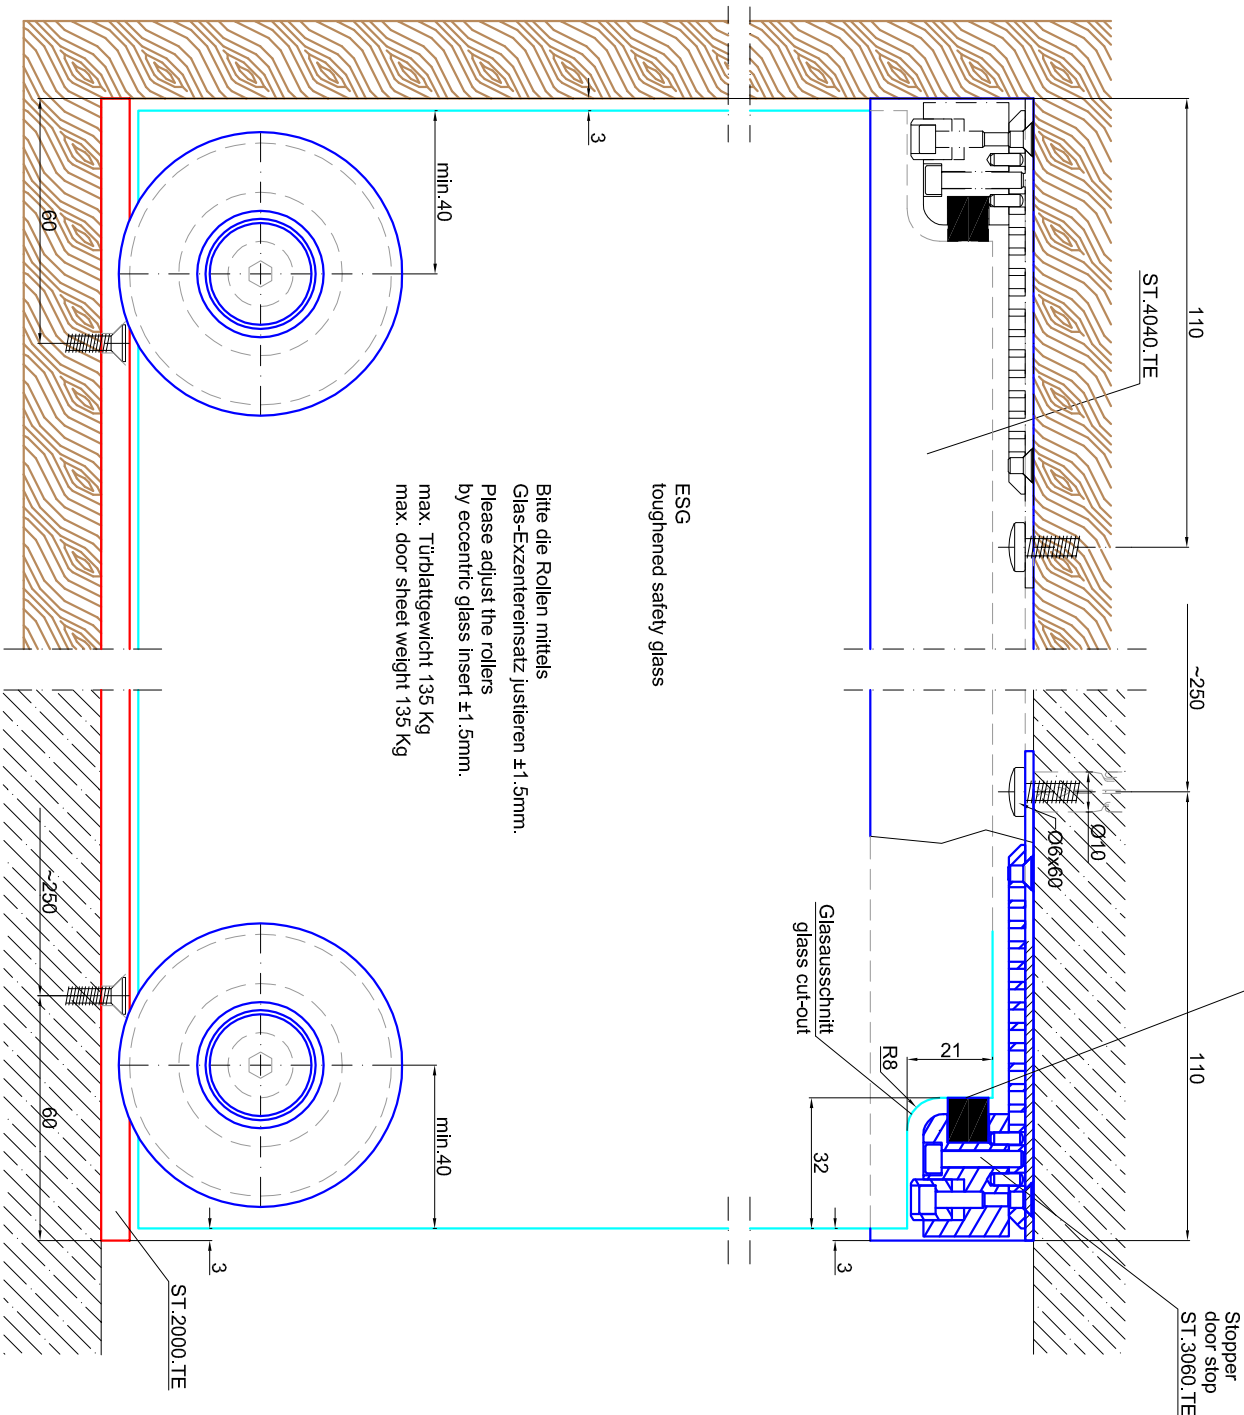 110
ST.4040.TE
3
min.40
60
ESG
toughened safety glass
Bitte die Rollen mittels
Glas-Exzentereinsatz justieren ±1.5mm.
Please adjust the rollers
by eccentric glass insert ±1.5mm.
max. Türblattgewicht 135 Kg
max. door sheet weight 135 Kg
~250
Ø10
Ø6x60
~250
Glasausschnitt
glass cut-out
21
R8
110
32
min.40
60
3
3
ST.2000.TE
Stopper
door stop
ST.3060.TE